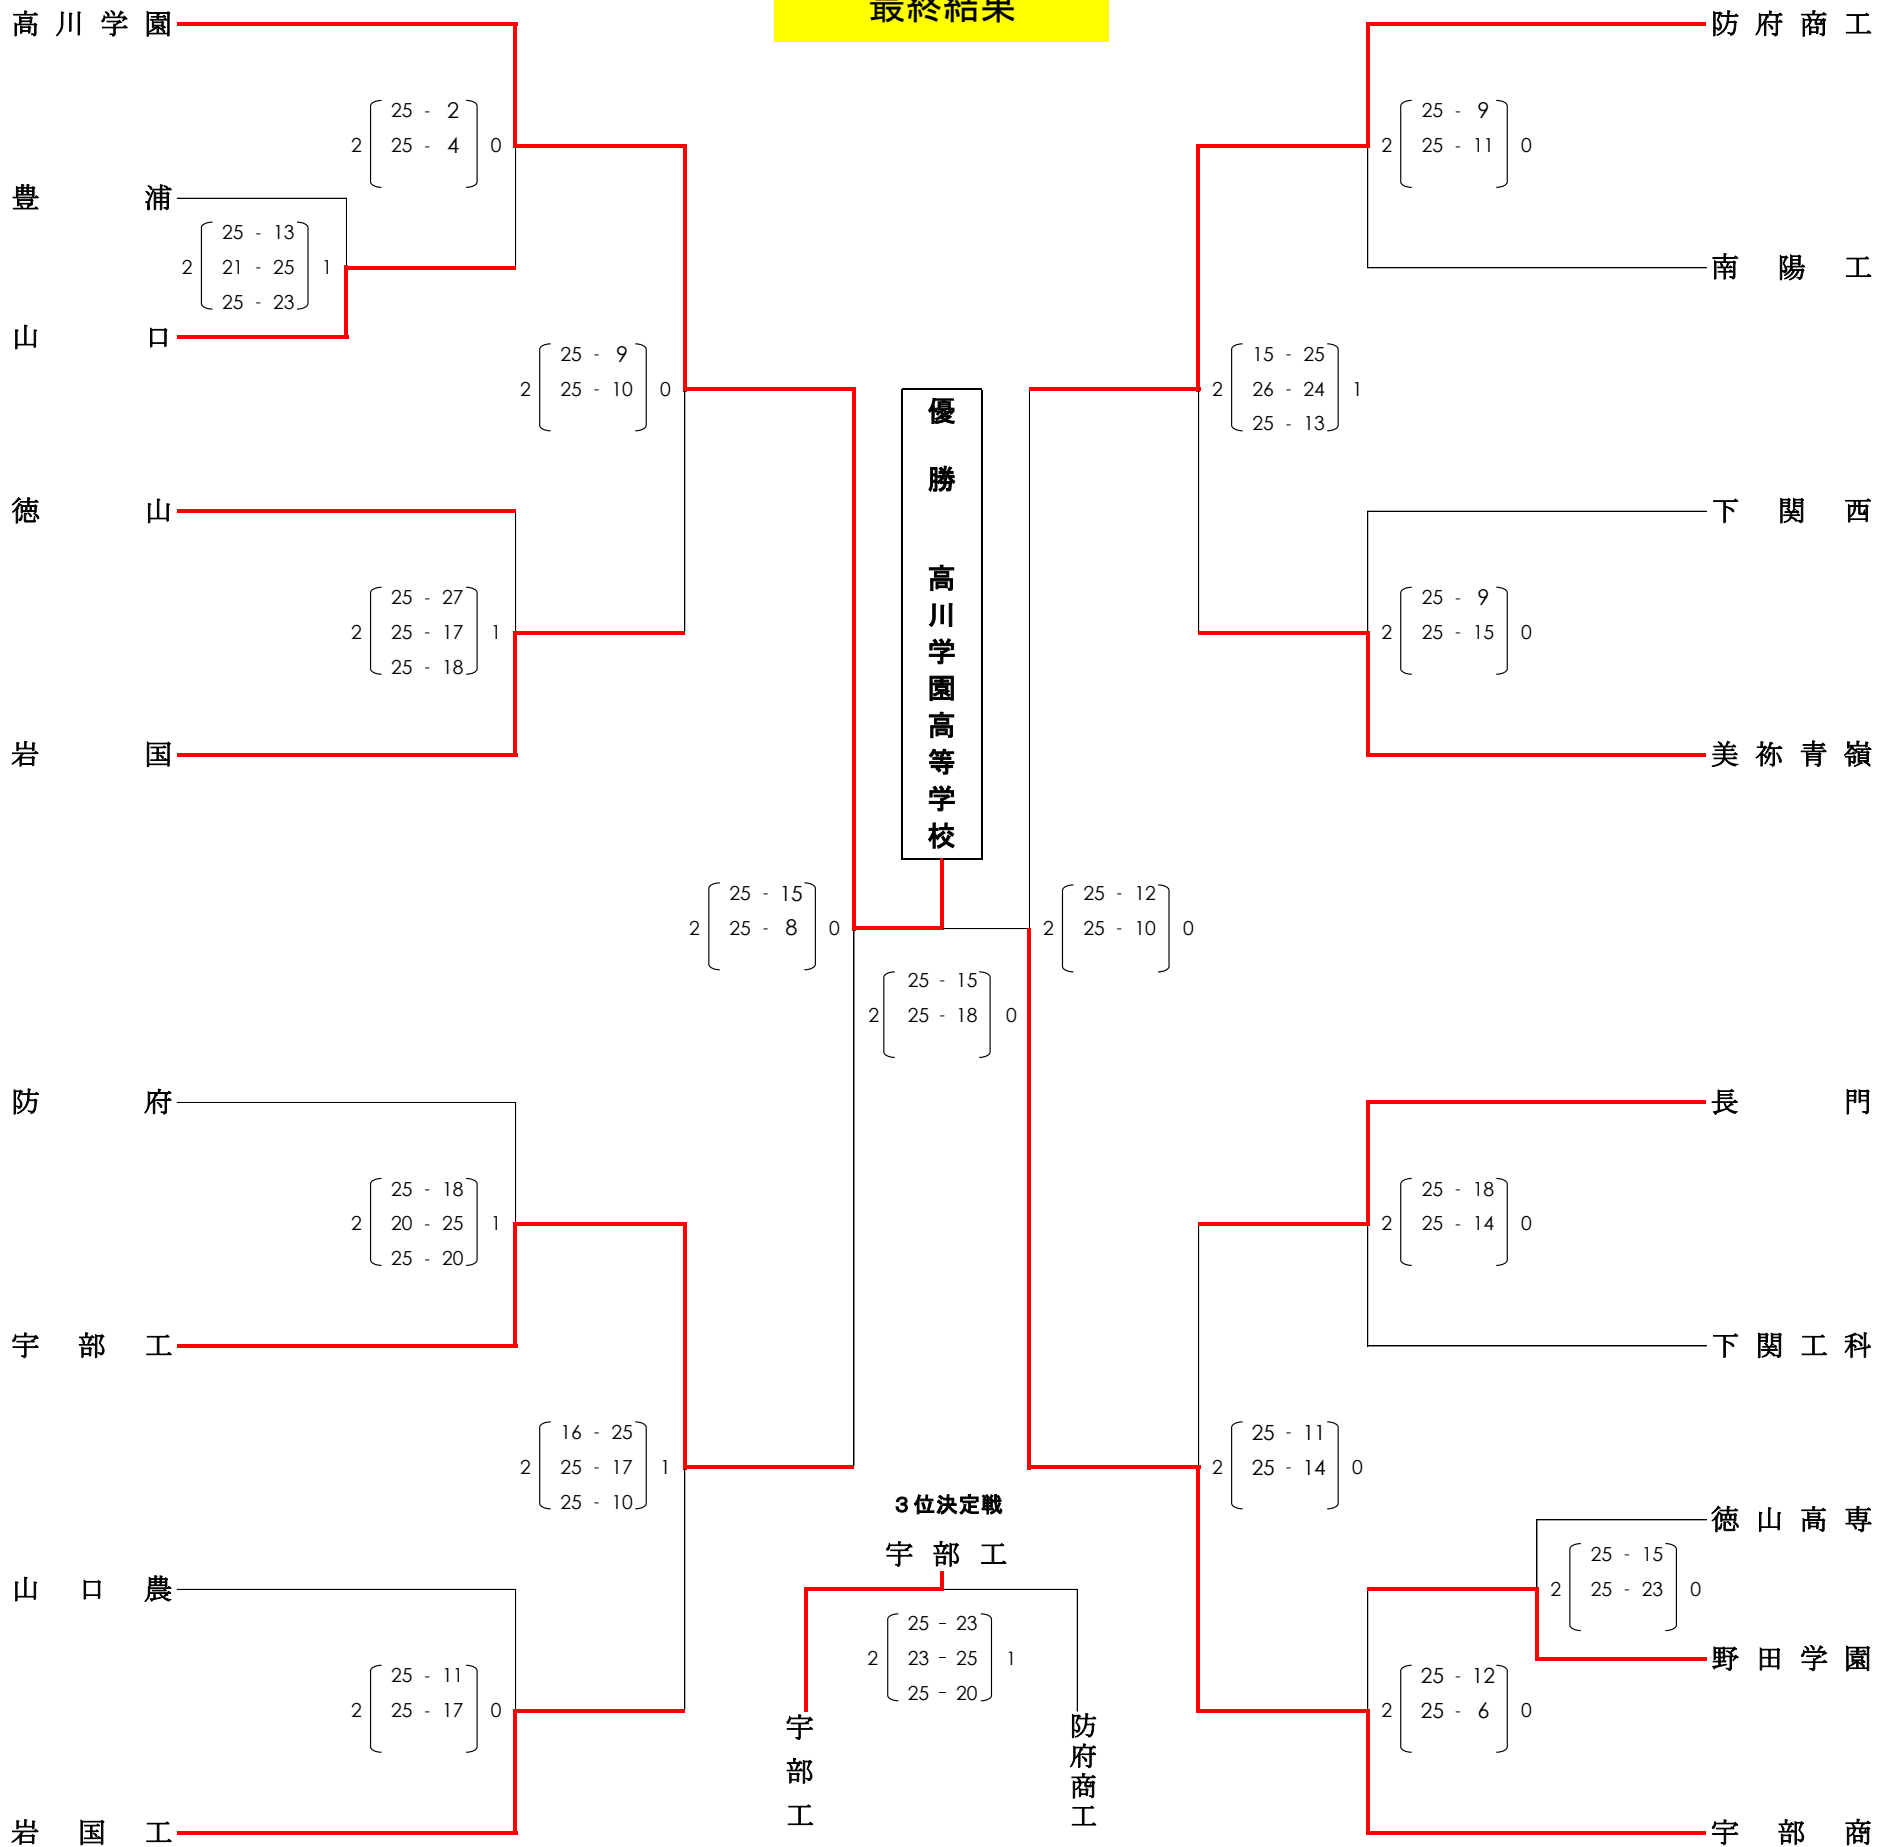 最終結果
高川学園
25 - 2
2 25 - 4 0
豊浦
25 - 13
2 21 - 25 1
25 - 23
山口
25 - 9
2 25 - 10 0
徳山
25 - 27
2 25 - 17 1
25 - 18
岩国
25 - 15
2 25 - 8 0
防府
25 - 18
2 20 - 25 1
25 - 20
宇部工
16 - 25
2 25 - 17 1
25 - 10
山口農
25 - 11
2 25 - 17 0
岩国工
優勝 高川学園高等学校
25 - 15
2 25 - 18 0
3位決定戦
宇部工
25 - 23
2 23 - 25 1
25 - 20
宇部工
防府商工
防府商工
25 - 9
2 25 - 11 0
南陽工
15 - 25
2 26 - 24 1
25 - 13
下関西
25 - 9
2 25 - 15 0
美祢青嶺
25 - 12
2 25 - 10 0
長門
25 - 18
2 25 - 14 0
下関工科
25 - 11
2 25 - 14 0
徳山高専
25 - 15
2 25 - 23 0
野田学園
25 - 12
2 25 - 6 0
宇部商